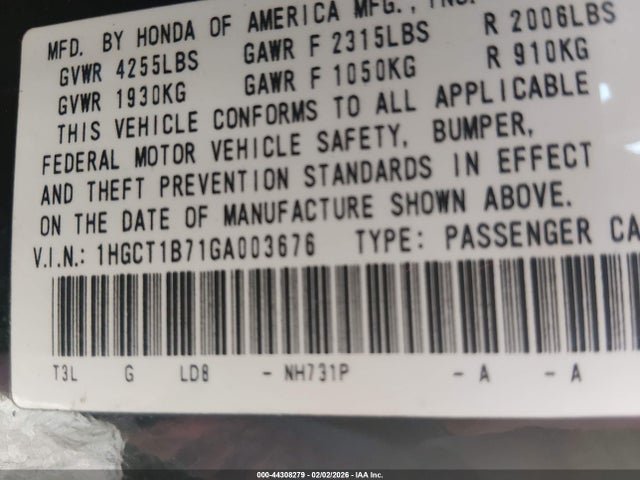 MFD. BY HONDA OF AMERICA MFG., INC.
GVWR 4255LBS GAWR F 2315LBS R 2006LBS
GVWR 1930KG GAWR F 1050KG R 910KG
THIS VEHICLE CONFORMS TO ALL APPLICABLE
FEDERAL MOTOR VEHICLE SAFETY, BUMPER,
AND THEFT PREVENTION STANDARDS IN EFFECT
ON THE DATE OF MANUFACTURE SHOWN ABOVE.
V.I.N.: 1HGCT1B71GA003676 TYPE: PASSENGER CA
T3L G LD8 - NH731P - A - A
000-44308279 - 02/02/2026 - IAA Inc.